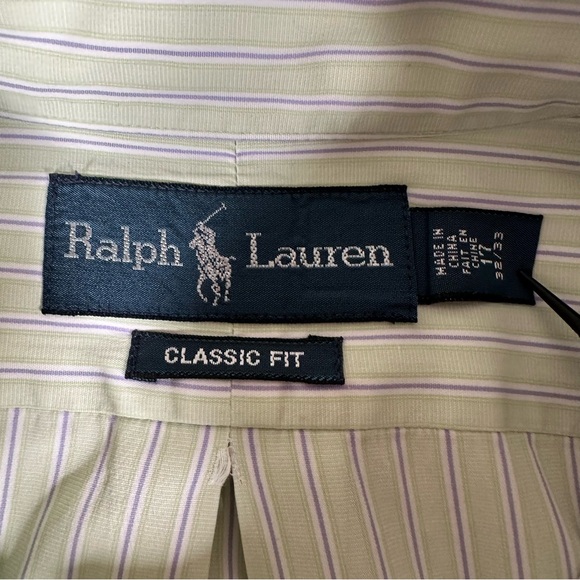 Ralph Lauren
MADE IN
CHINA
FAIT EN
CHINE
17
32/33
CLASSIC FIT